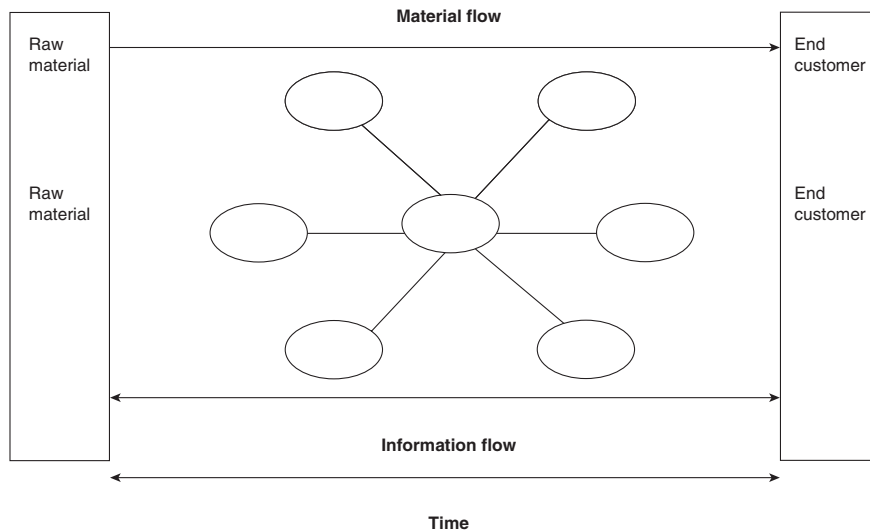 Material flow
Raw
material
End
customer
Raw
material
End
customer
Information flow
Time